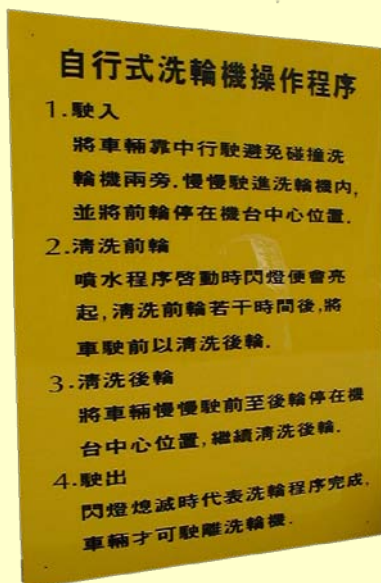 自行式洗輪機操作程序
1.駛入
將車輛靠中行駛避免碰撞洗
輪機兩旁.慢慢駛進洗輪機內,
並將前輪停在機台中心位置.
2.清洗前輪
噴水程序啓動時閃燈便會亮
起,清洗前輪若干時間後,將
車駛前以清洗後輪.
3.清洗後輪
將車輛慢慢駛前至後輪停在機
台中心位置,繼續清洗後輪.
4.駛出
閃燈熄滅時代表洗輪程序完成,
車輛才可駛離洗輪機.